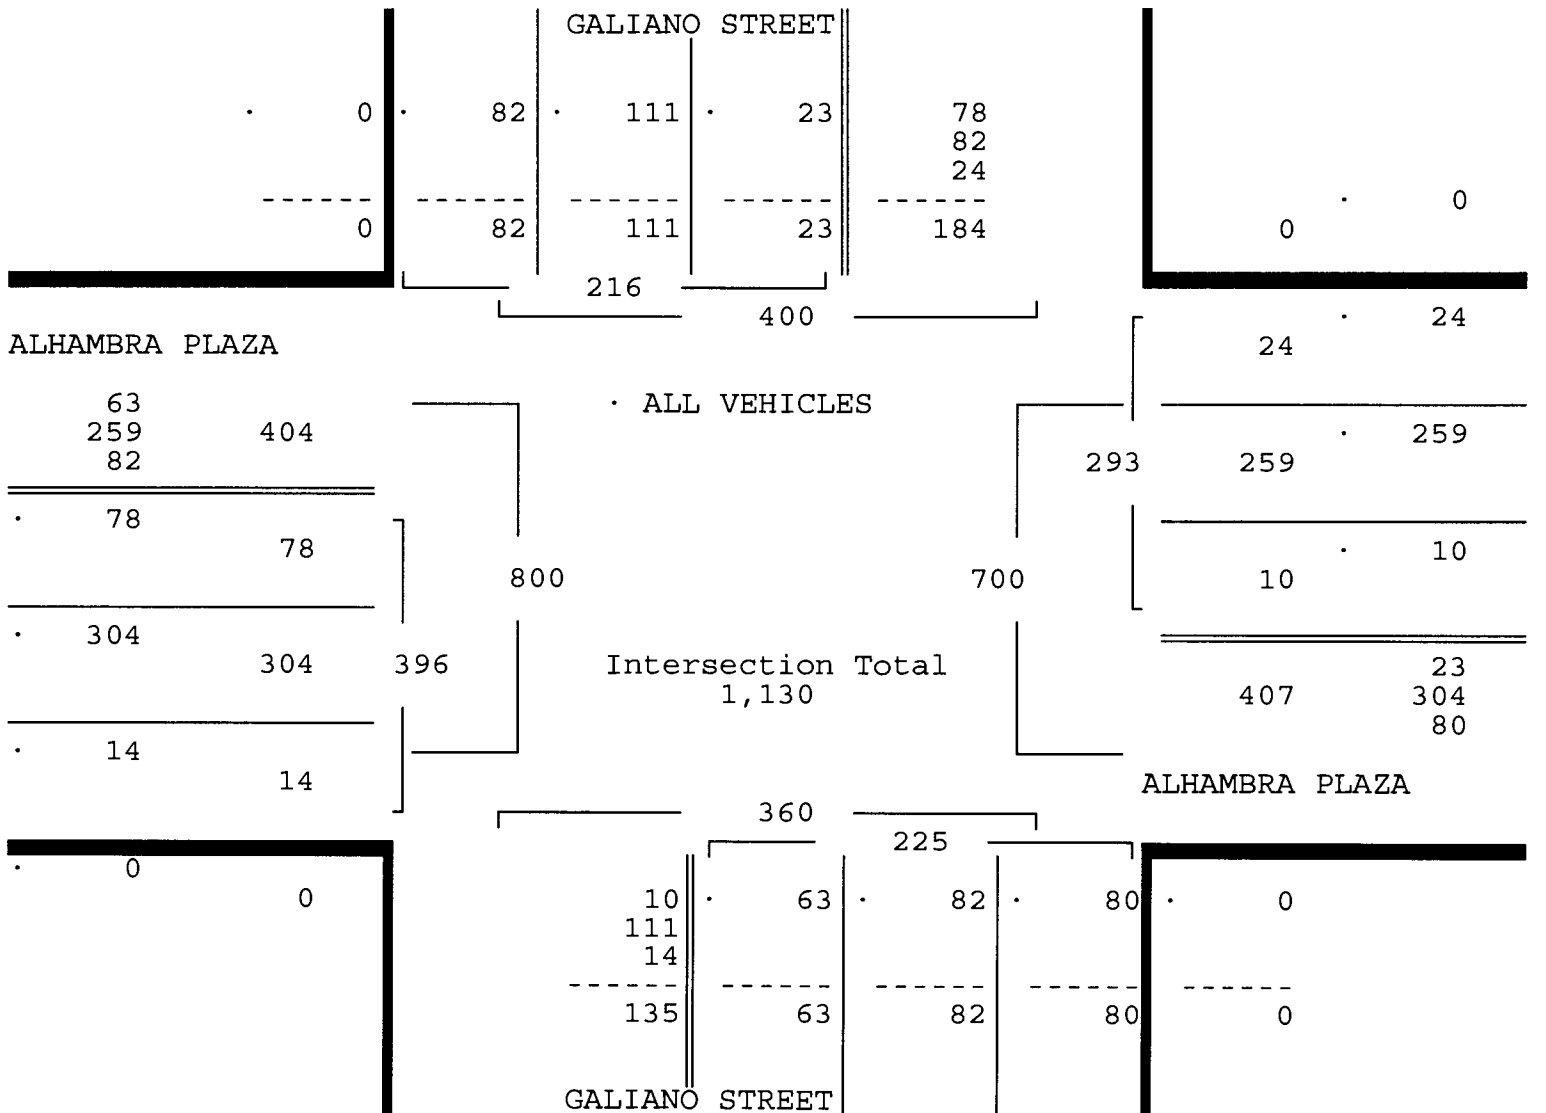 GALIANO STREET
· 0 · 82 · 111 · 23 78
82
24
------ ------ ------ ------ ------
· 0
0 82 111 23 184 0
216
400 · 24
ALHAMBRA PLAZA 24
63 · ALL VEHICLES
259 404 · 259
82 293 259
· 78
78 · 10
800 700 10
· 304
304 396 Intersection Total 23
1,130 407 304
80
· 14
14 ALHAMBRA PLAZA
360
225
· 0
0 10 · 63 · 82 · 80 · 0
111
14
------ ------ ------ ------ ------
135 63 82 80 0
GALIANO STREET